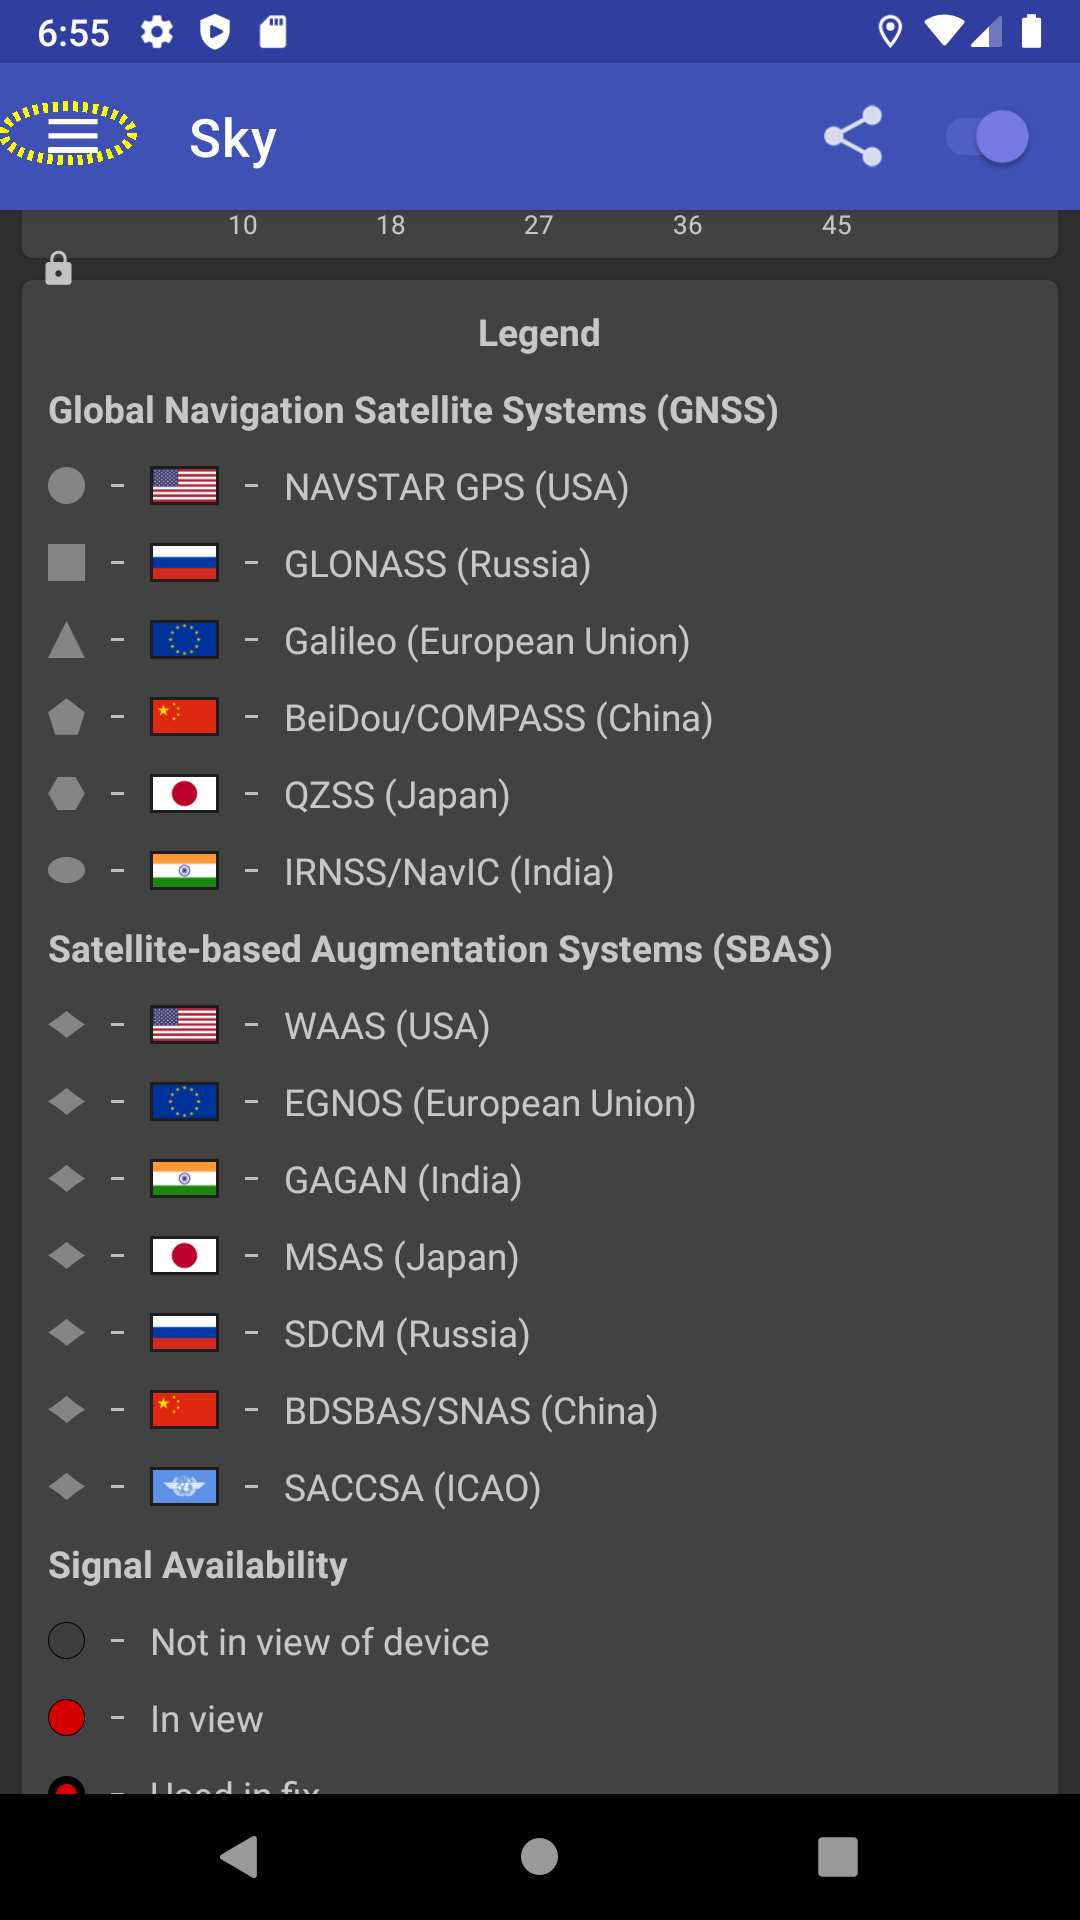 6:55
Sky
10 18 27 36 45
Legend
Global Navigation Satellite Systems (GNSS)
– – NAVSTAR GPS (USA)
– – GLONASS (Russia)
– – Galileo (European Union)
– – BeiDou/COMPASS (China)
– – QZSS (Japan)
– – IRNSS/NavIC (India)
Satellite-based Augmentation Systems (SBAS)
– – WAAS (USA)
– – EGNOS (European Union)
– – GAGAN (India)
– – MSAS (Japan)
– – SDCM (Russia)
– – BDSBAS/SNAS (China)
– – SACCSA (ICAO)
Signal Availability
– Not in view of device
– In view
– Used in fix